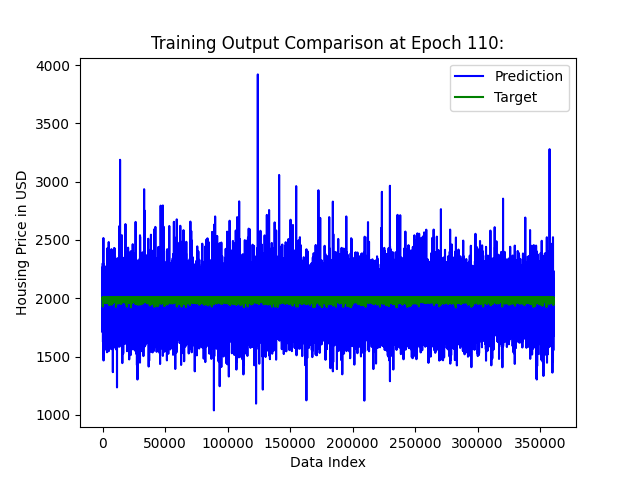 Training Output Comparison at Epoch 110:
Prediction
Target
4000
3500
3000
2500
2000
1500
1000
Housing Price in USD
0 50000 100000 150000 200000 250000 300000 350000
Data Index